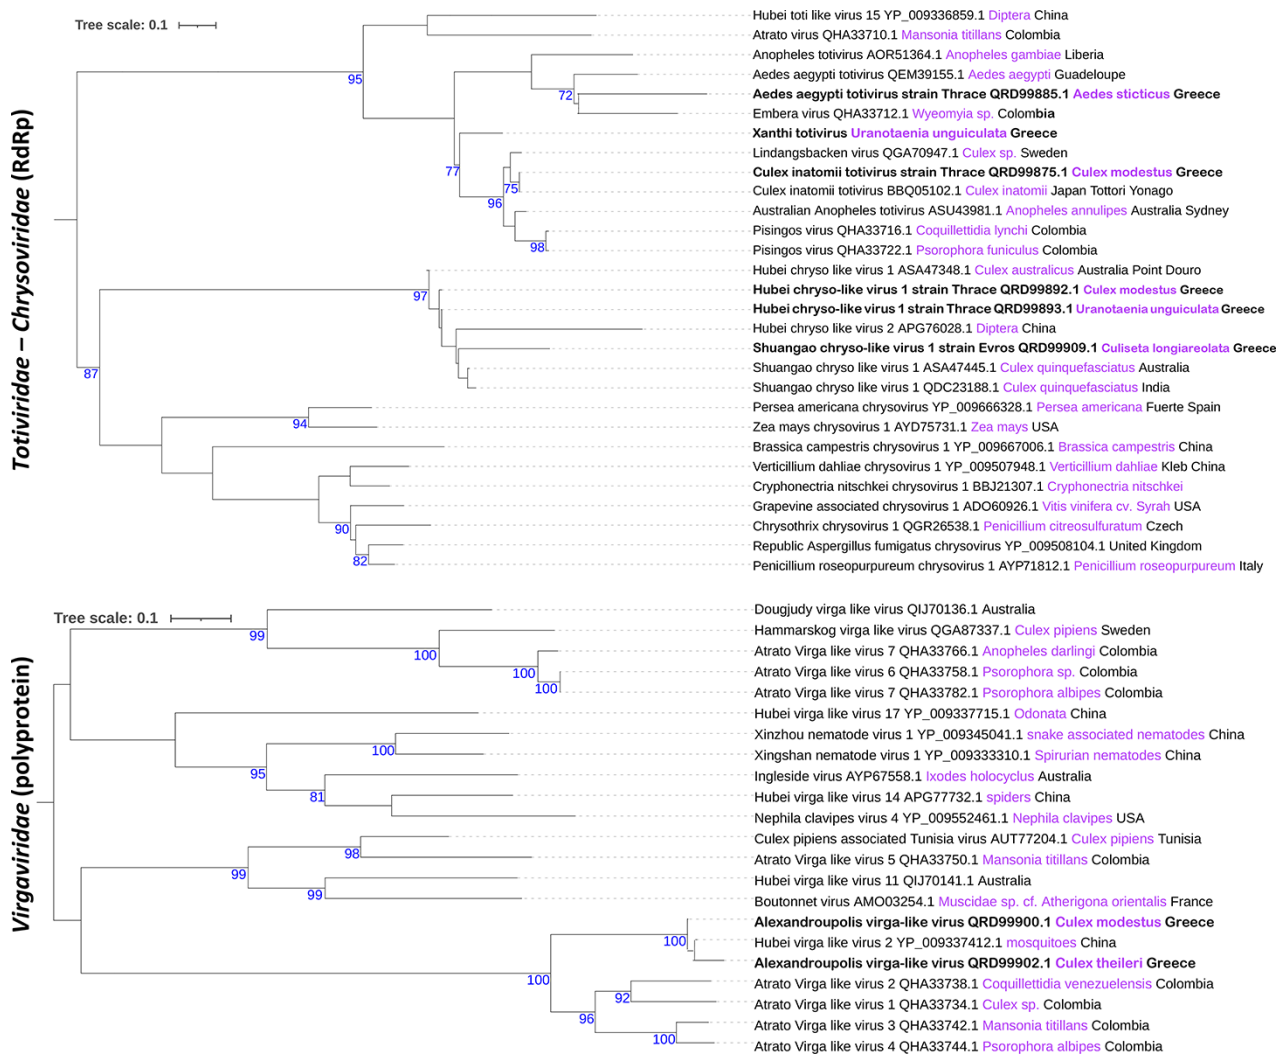 Tree scale: 0.1
Totiviridae – Chrysoviridae (RdRp)
Hubei toti like virus 15 YP_009336859.1 Diptera China
Atrato virus QHA33710.1 Mansonia titillans Colombia
95
Anopheles totivirus AOR51364.1 Anopheles gambiae Liberia
Aedes aegypti totivirus QEM39155.1 Aedes aegypti Guadeloupe
72
Aedes aegypti totivirus strain Thrace QRD99885.1 Aedes sticticus Greece
Embera virus QHA33712.1 Wyeomyia sp. Colombia
Xanthi totivirus Uranotaenia unguiculata Greece
Lindangsbacken virus QGA70947.1 Culex sp. Sweden
77
Culex inatomii totivirus strain Thrace QRD99875.1 Culex modestus Greece
75
Culex inatomii totivirus BBQ05102.1 Culex inatomii Japan Tottori Yonago
96
Australian Anopheles totivirus ASU43981.1 Anopheles annulipes Australia Sydney
Pisingos virus QHA33716.1 Coquillettidia lynchi Colombia
98
Pisingos virus QHA33722.1 Psorophora funiculus Colombia
Hubei chryso like virus 1 ASA47348.1 Culex australicus Australia Point Douro
97
Hubei chryso-like virus 1 strain Thrace QRD99892.1 Culex modestus Greece
Hubei chryso-like virus 1 strain Thrace QRD99893.1 Uranotaenia unguiculata Greece
Hubei chryso like virus 2 APG76028.1 Diptera China
Shuangao chryso-like virus 1 strain Evros QRD99909.1 Culiseta longiareolata Greece
Shuangao chryso like virus 1 ASA47445.1 Culex quinquefasciatus Australia
87
Shuangao chryso like virus 1 QDC23188.1 Culex quinquefasciatus India
Persea americana chrysovirus YP_009666328.1 Persea americana Fuerte Spain
94
Zea mays chrysovirus 1 AYD75731.1 Zea mays USA
Brassica campestris chrysovirus 1 YP_009667006.1 Brassica campestris China
Verticillium dahliae chrysovirus 1 YP_009507948.1 Verticillium dahliae Kleb China
Cryphonectria nitschkei chrysovirus 1 BBJ21307.1 Cryphonectria nitschkei
Grapevine associated chrysovirus 1 ADO60926.1 Vitis vinifera cv. Syrah USA
90
Chrysothrix chrysovirus 1 QGR26538.1 Penicillium citreosulfuratum Czech
Republic Aspergillus fumigatus chrysovirus YP_009508104.1 United Kingdom
82
Penicillium roseopurpureum chrysovirus 1 AYP71812.1 Penicillium roseopurpureum Italy
Tree scale: 0.1
Virgaviridae (polyprotein)
Dougjudy virga like virus QIJ70136.1 Australia
99
Hammarskog virga like virus QGA87337.1 Culex pipiens Sweden
100
Atrato Virga like virus 7 QHA33766.1 Anopheles darlingi Colombia
100
Atrato Virga like virus 6 QHA33758.1 Psorophora sp. Colombia
100
Atrato Virga like virus 7 QHA33782.1 Psorophora albipes Colombia
Hubei virga like virus 17 YP_009337715.1 Odonata China
Xinzhou nematode virus 1 YP_009345041.1 snake associated nematodes China
100
Xingshan nematode virus 1 YP_009333310.1 Spirurian nematodes China
95
Ingleside virus AYP67558.1 Ixodes holocyclus Australia
81
Hubei virga like virus 14 APG77732.1 spiders China
Nephila clavipes virus 4 YP_009552461.1 Nephila clavipes USA
Culex pipiens associated Tunisia virus AUT77204.1 Culex pipiens Tunisia
98
Atrato Virga like virus 5 QHA33750.1 Mansonia titillans Colombia
99
Hubei virga like virus 11 QIJ70141.1 Australia
99
Boutonnet virus AMO03254.1 Muscidae sp. cf. Atherigona orientalis France
Alexandroupolis virga-like virus QRD99900.1 Culex modestus Greece
100
Hubei virga like virus 2 YP_009337412.1 mosquitoes China
Alexandroupolis virga-like virus QRD99902.1 Culex theileri Greece
100
Atrato Virga like virus 2 QHA33738.1 Coquillettidia venezuelensis Colombia
92
Atrato Virga like virus 1 QHA33734.1 Culex sp. Colombia
96
Atrato Virga like virus 3 QHA33742.1 Mansonia titillans Colombia
100
Atrato Virga like virus 4 QHA33744.1 Psorophora albipes Colombia